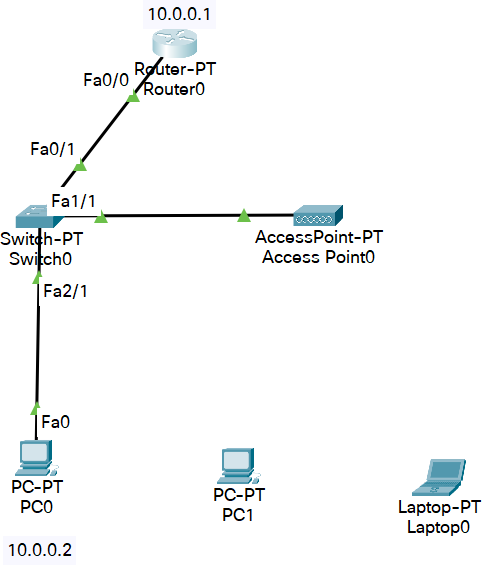 10.0.0.1
Router-PT
Router0
Fa0/0
Fa0/1
Fa1/1
Switch-PT
Switch0
AccessPoint-PT
Access Point0
Fa2/1
Fa0
PC-PT
PC0
PC-PT
PC1
Laptop-PT
Laptop0
10.0.0.2